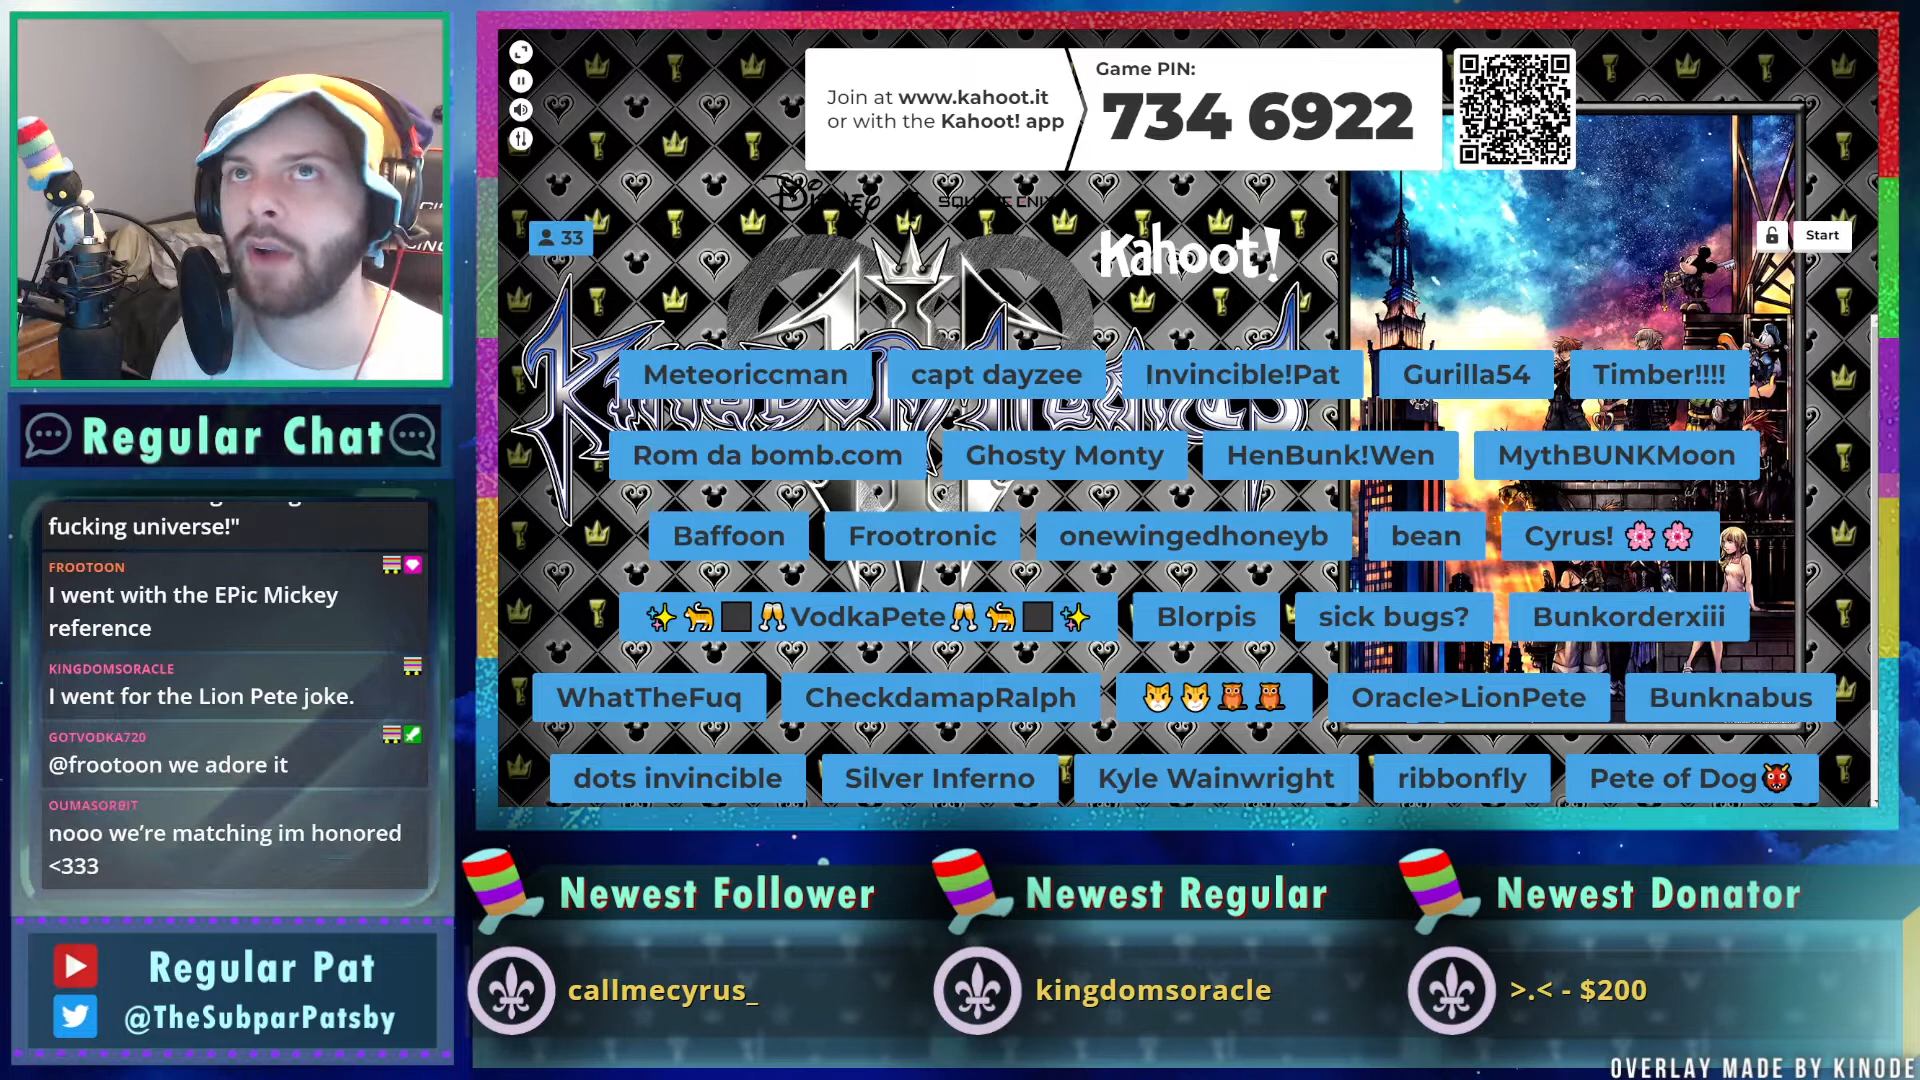 Join at www.kahoot.it
or with the Kahoot! app
Game PIN:
734 6922
Disney
SQUARE ENIX
33
Kahoot!
Start
KINGDOM HEARTS
Meteoriccman
capt dayzee
Invincible!Pat
Gurilla54
Timber!!!!
Rom da bomb.com
Ghosty Monty
HenBunk!Wen
MythBUNKMoon
Baffoon
Frootronic
onewingedhoneyb
bean
Cyrus! 🌸🌸
✨🐅⬛🥂VodkaPete🥂🐅⬛✨
Blorpis
sick bugs?
Bunkorderxiii
WhatTheFuq
CheckdamapRalph
🐯🐯🦉🦉
Oracle>LionPete
Bunknabus
dots invincible
Silver Inferno
Kyle Wainwright
ribbonfly
Pete of Dog👹
Regular Chat
fucking universe!"
FROOTOON
I went with the EPic Mickey
reference
KINGDOMSORACLE
I went for the Lion Pete joke.
GOTVODKA720
@frootoon we adore it
OUMASORBIT
nooo we're matching im honored
<333
Regular Pat
@TheSubparPatsby
Newest Follower
callmecyrus_
Newest Regular
kingdomsoracle
Newest Donator
>.< - $200
OVERLAY MADE BY KINODE